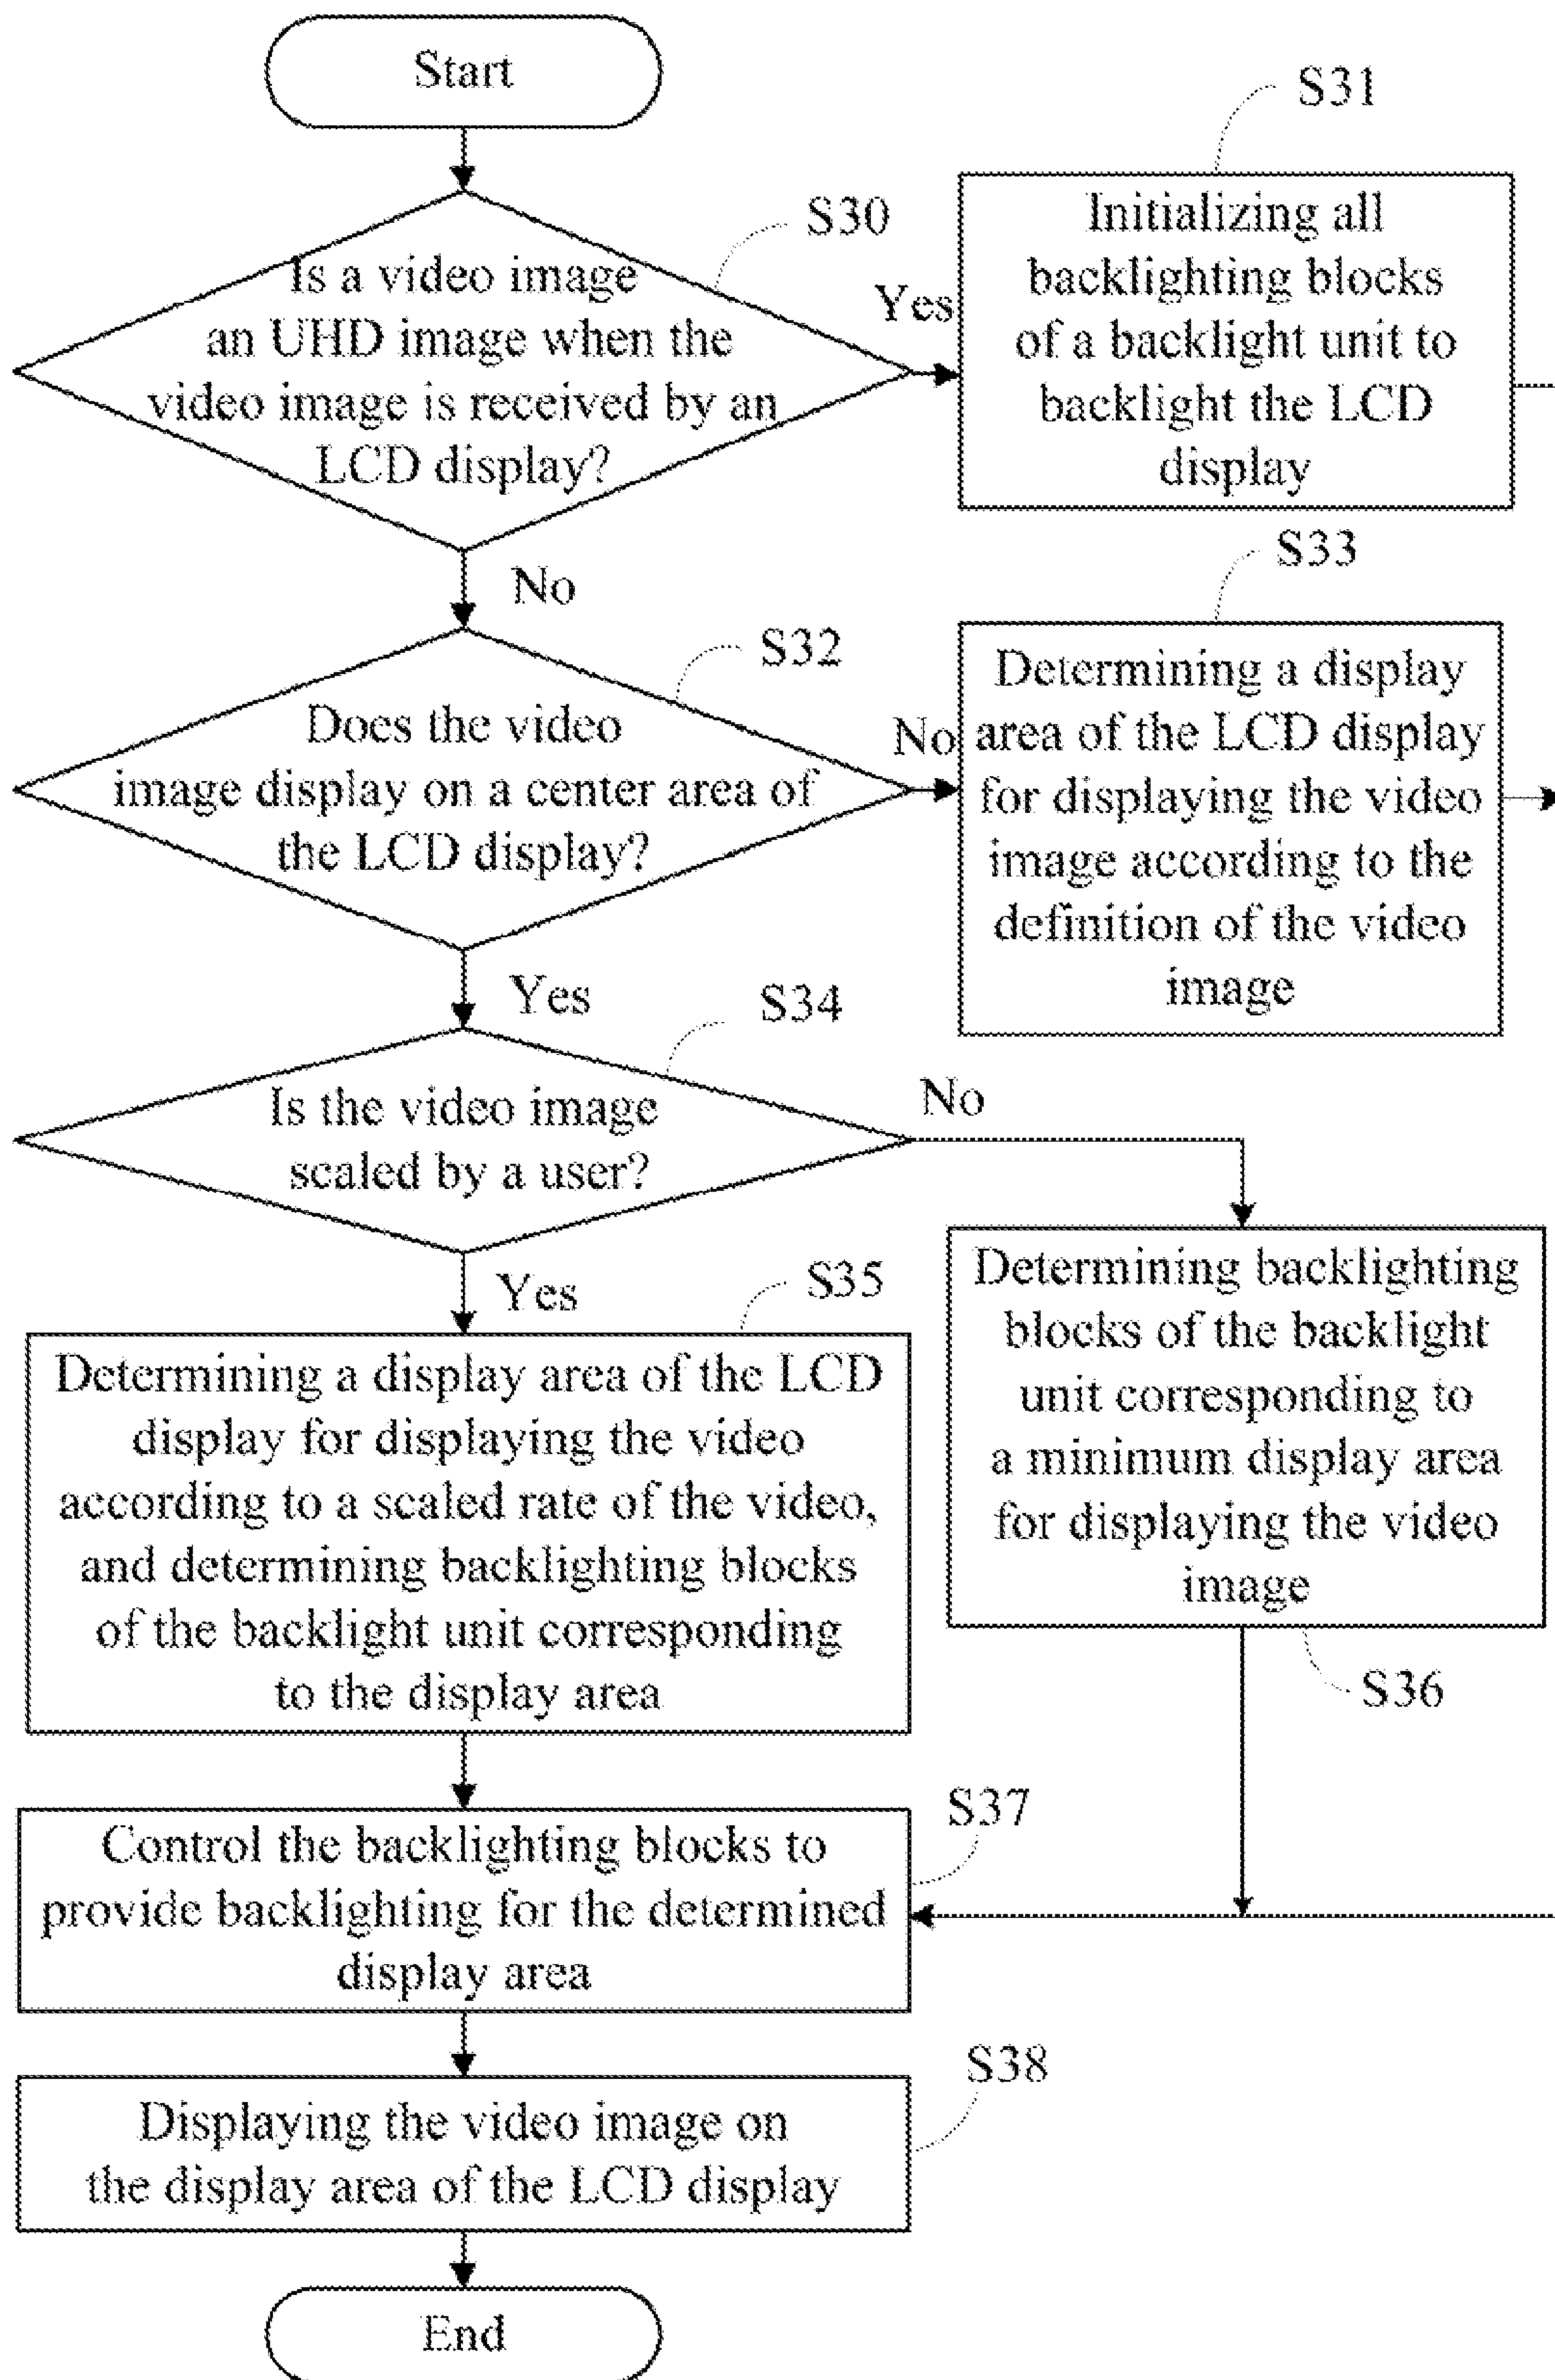 Start
S31
S30
Is a video image
an UHD image when the
video image is received by an
LCD display?
Yes
Initializing all
backlighting blocks
of a backlight unit to
backlight the LCD
display
No
S33
S32
Does the video
image display on a center area of
the LCD display?
No
Determining a display
area of the LCD display
for displaying the video
image according to the
definition of the video
image
Yes
S34
Is the video image
scaled by a user?
No
Yes
S35
Determining a display area of the LCD
display for displaying the video
according to a scaled rate of the video,
and determining backlighting blocks
of the backlight unit corresponding
to the display area
Determining backlighting
blocks of the backlight
unit corresponding to
a minimum display area
for displaying the video
image
S36
S37
Control the backlighting blocks to
provide backlighting for the determined
display area
S38
Displaying the video image on
the display area of the LCD display
End